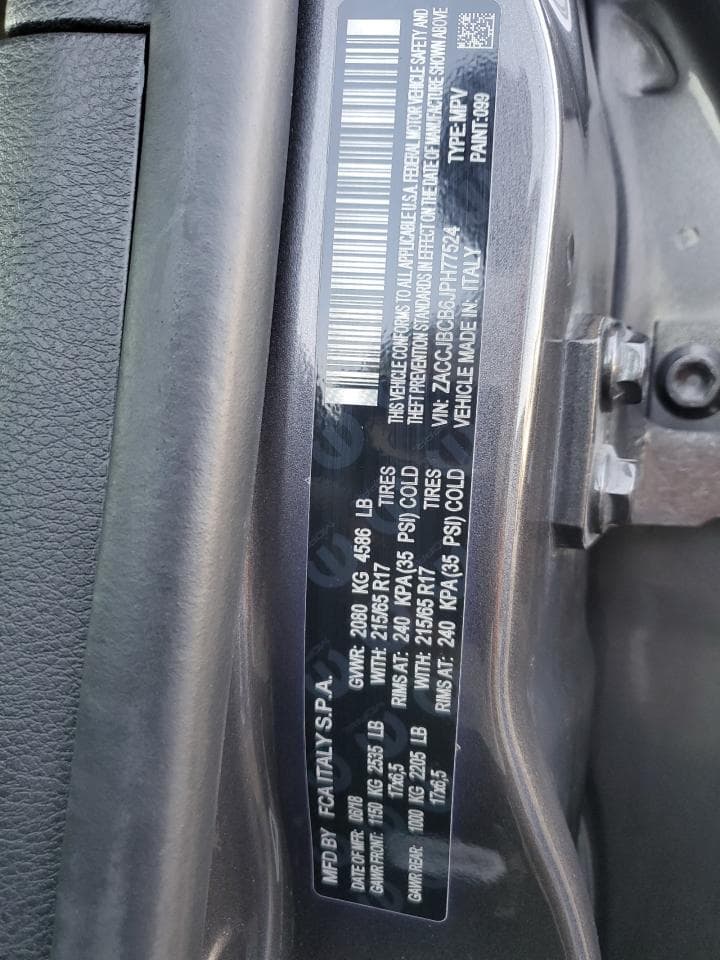 MFD BY FCA ITALY S.P.A.
DATE OF MFR: 06/18 GVWR: 2080 KG 4586 LB
GAWR FRONT: 1150 KG 2535 LB WITH: 215/65 R17 TIRES
17x6,5 RIMS AT: 240 KPA(35 PSI) COLD
GAWR REAR: 1000 KG 2205 LB WITH: 215/65 R17 TIRES
17x6,5 RIMS AT: 240 KPA(35 PSI) COLD
THIS VEHICLE CONFORMS TO ALL APPLICABLE U.S.A. FEDERAL MOTOR VEHICLE SAFETY AND
THEFT PREVENTION STANDARDS IN EFFECT ON THE DATE OF MANUFACTURE SHOWN ABOVE
VIN: ZACCJBCB6JPH77524 TYPE:MPV
VEHICLE MADE IN: ITALY PAINT:099